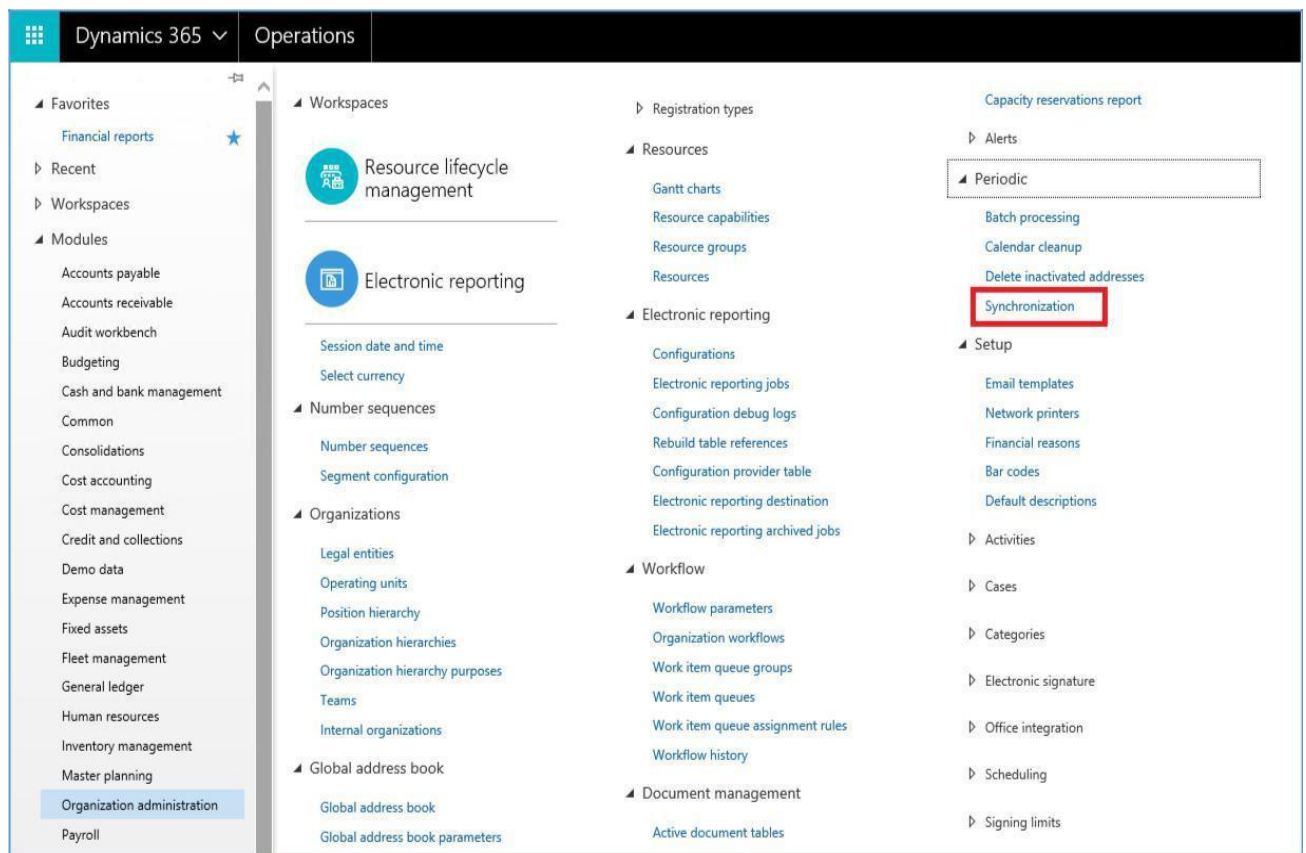 Dynamics 365
Operations
Favorites
Financial reports
Recent
Workspaces
Modules
Accounts payable
Accounts receivable
Audit workbench
Budgeting
Cash and bank management
Common
Consolidations
Cost accounting
Cost management
Credit and collections
Demo data
Expense management
Fixed assets
Fleet management
General ledger
Human resources
Inventory management
Master planning
Organization administration
Payroll
Workspaces
Resource lifecycle
management
Electronic reporting
Session date and time
Select currency
Number sequences
Number sequences
Segment configuration
Organizations
Legal entities
Operating units
Position hierarchy
Organization hierarchies
Organization hierarchy purposes
Teams
Internal organizations
Global address book
Global address book
Global address book parameters
Registration types
Resources
Gantt charts
Resource capabilities
Resource groups
Resources
Electronic reporting
Configurations
Electronic reporting jobs
Configuration debug logs
Rebuild table references
Configuration provider table
Electronic reporting destination
Electronic reporting archived jobs
Workflow
Workflow parameters
Organization workflows
Work item queue groups
Work item queues
Work item queue assignment rules
Workflow history
Document management
Active document tables
Capacity reservations report
Alerts
Periodic
Batch processing
Calendar cleanup
Delete inactivated addresses
Synchronization
Setup
Email templates
Network printers
Financial reasons
Bar codes
Default descriptions
Activities
Cases
Categories
Electronic signature
Office integration
Scheduling
Signing limits